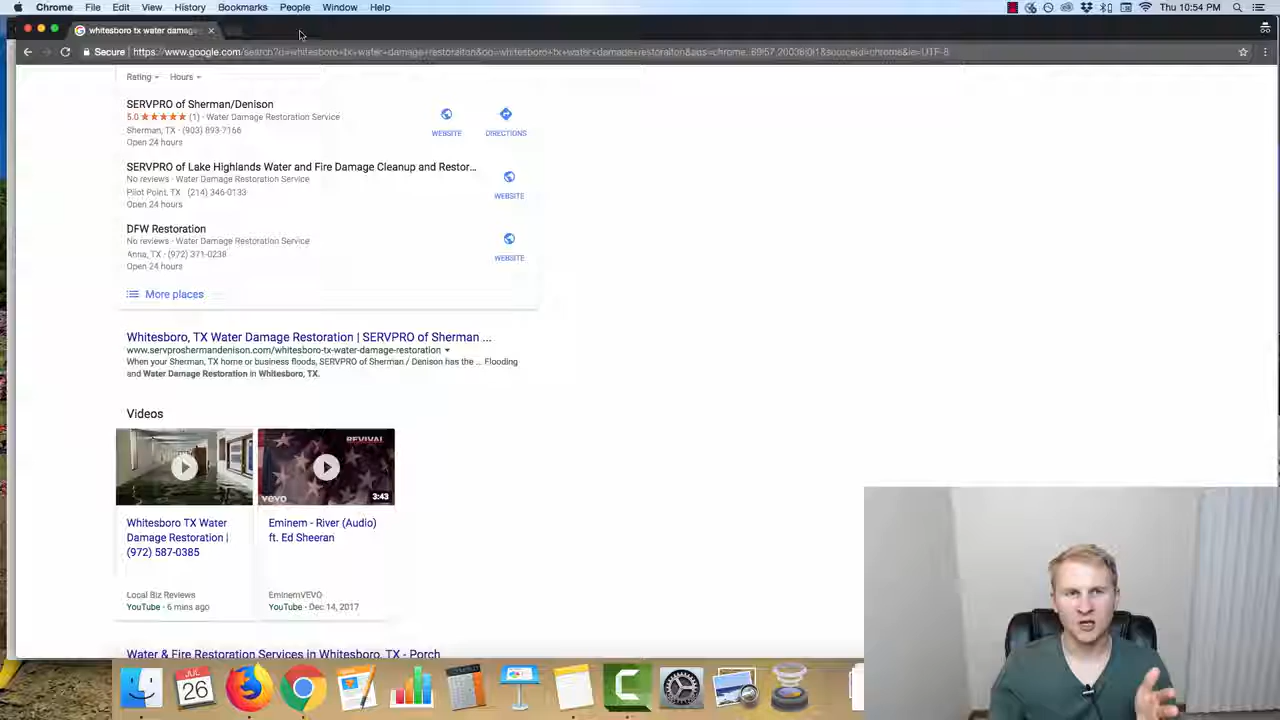 Chrome File Edit View History Bookmarks People Window Help Thu 10:54 PM
whitesboro tx water damag
Secure
Rating Hours
SERVPRO of Sherman/Denison
5.0 ★★★★★ (1) · Water Damage Restoration Service
Sherman, TX · (903) 893-7166
Open 24 hours
WEBSITE
DIRECTIONS
SERVPRO of Lake Highlands Water and Fire Damage Cleanup and Restor...
No reviews · Water Damage Restoration Service
Pilot Point, TX · (214) 346-0133
Open 24 hours
WEBSITE
DFW Restoration
No reviews · Water Damage Restoration Service
Anna, TX · (972) 371-0238
Open 24 hours
WEBSITE
More places
Whitesboro, TX Water Damage Restoration | SERVPRO of Sherman ...
www.servproshermandenison.com/whitesboro-tx-water-damage-restoration
When your Sherman, TX home or business floods, SERVPRO of Sherman / Denison has the ... Flooding
and Water Damage Restoration in Whitesboro, TX.
Videos
REVIVAL
vevo
3:43
Whitesboro TX Water
Damage Restoration |
(972) 587-0385
Local Biz Reviews
YouTube · 6 mins ago
Eminem - River (Audio)
ft. Ed Sheeran
EminemVEVO
YouTube · Dec 14, 2017
Water & Fire Restoration Services in Whitesboro, TX - Porch
JUL
26